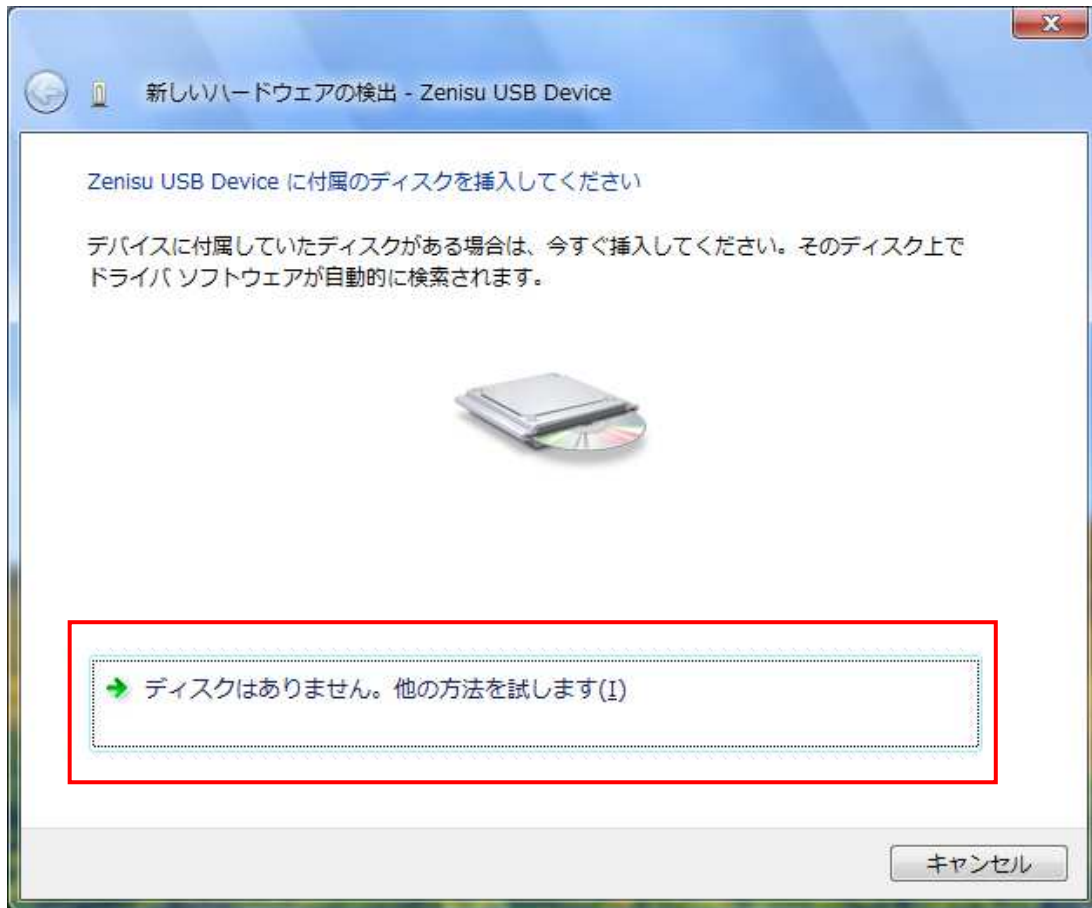 新しいハードウェアの検出 - Zenisu USB Device
Zenisu USB Device に付属のディスクを挿入してください
デバイスに付属していたディスクがある場合は、今すぐ挿入してください。そのディスク上で
ドライバ ソフトウェアが自動的に検索されます。
ディスクはありません。他の方法を試します(I)
キャンセル